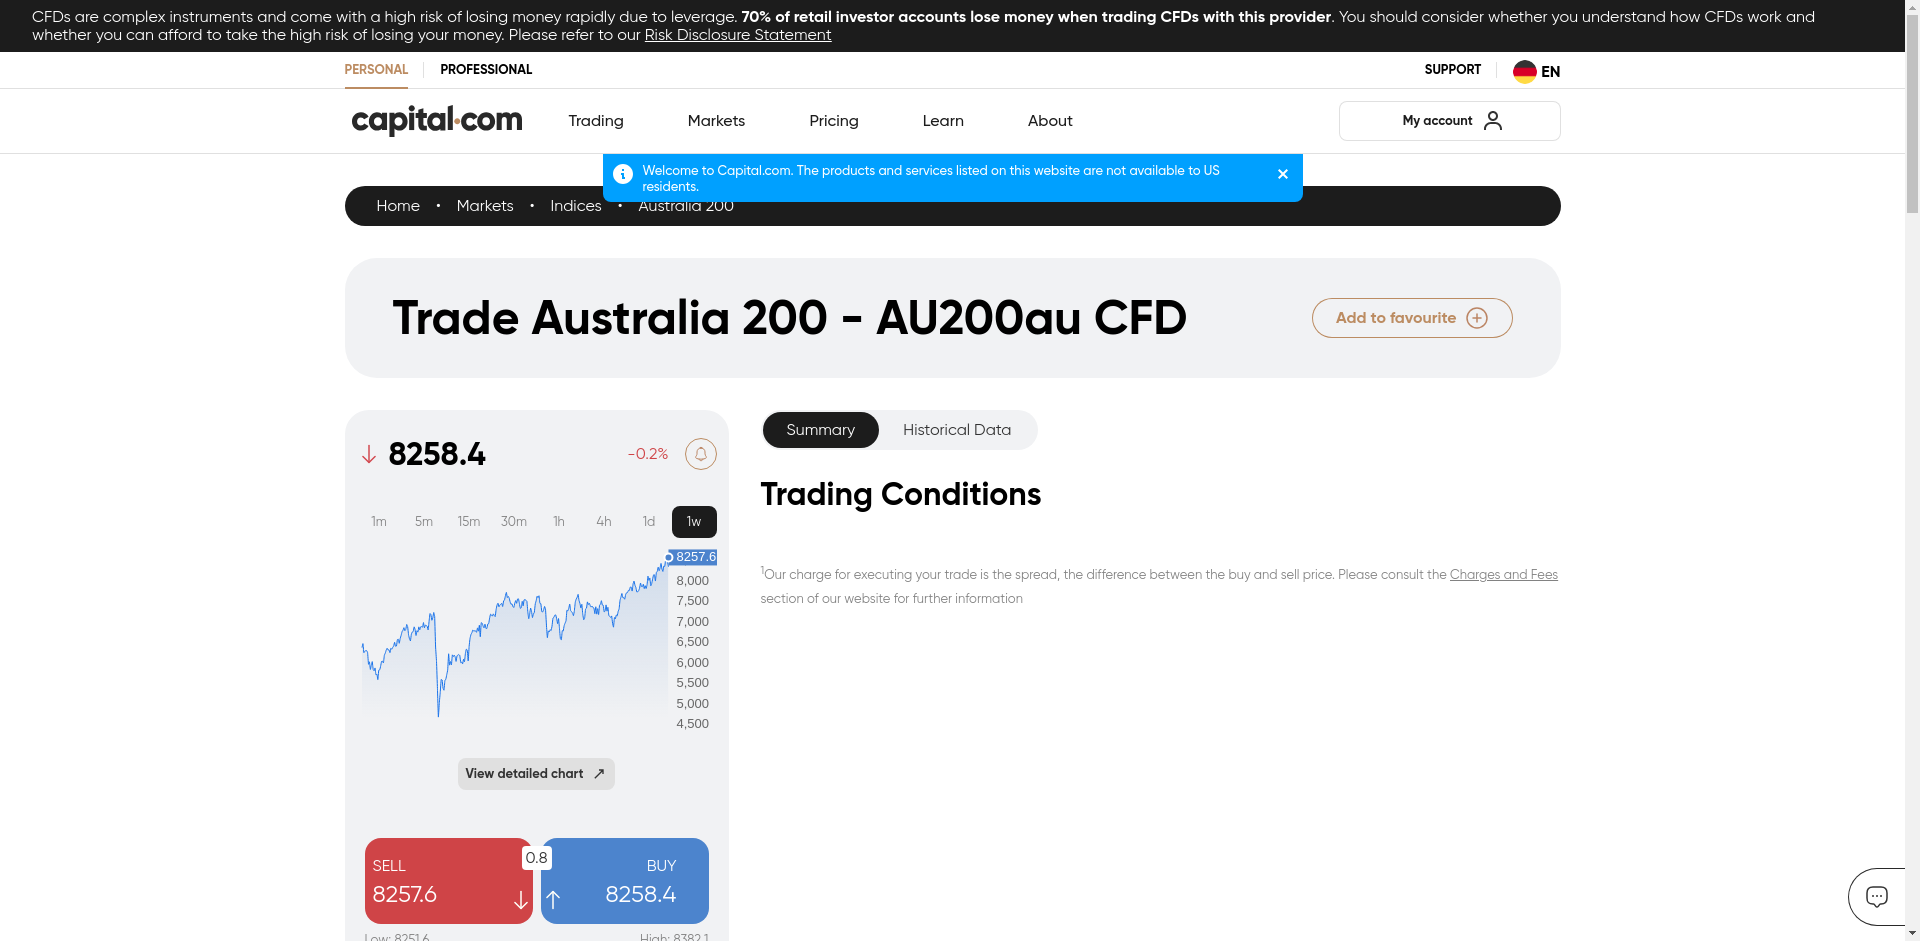 CFDs are complex instruments and come with a high risk of losing money rapidly due to leverage. 70% of retail investor accounts lose money when trading CFDs with this provider. You should consider whether you understand how CFDs work and
whether you can afford to take the high risk of losing your money. Please refer to our Risk Disclosure Statement
PERSONAL PROFESSIONAL SUPPORT EN
capital.com Trading Markets Pricing Learn About My account
Welcome to Capital.com. The products and services listed on this website are not available to US
residents.
Home • Markets • Indices • Australia 200
Trade Australia 200 - AU200au CFD
Add to favourite
8258.4 -0.2%
Summary Historical Data
Trading Conditions
1m 5m 15m 30m 1h 4h 1d 1w
8257.6
8,000
7,500
7,000
6,500
6,000
5,500
5,000
4,500
1Our charge for executing your trade is the spread, the difference between the buy and sell price. Please consult the Charges and Fees
section of our website for further information
View detailed chart
SELL 0.8 BUY
8257.6 8258.4
Low: 8251.6 High: 8382.1